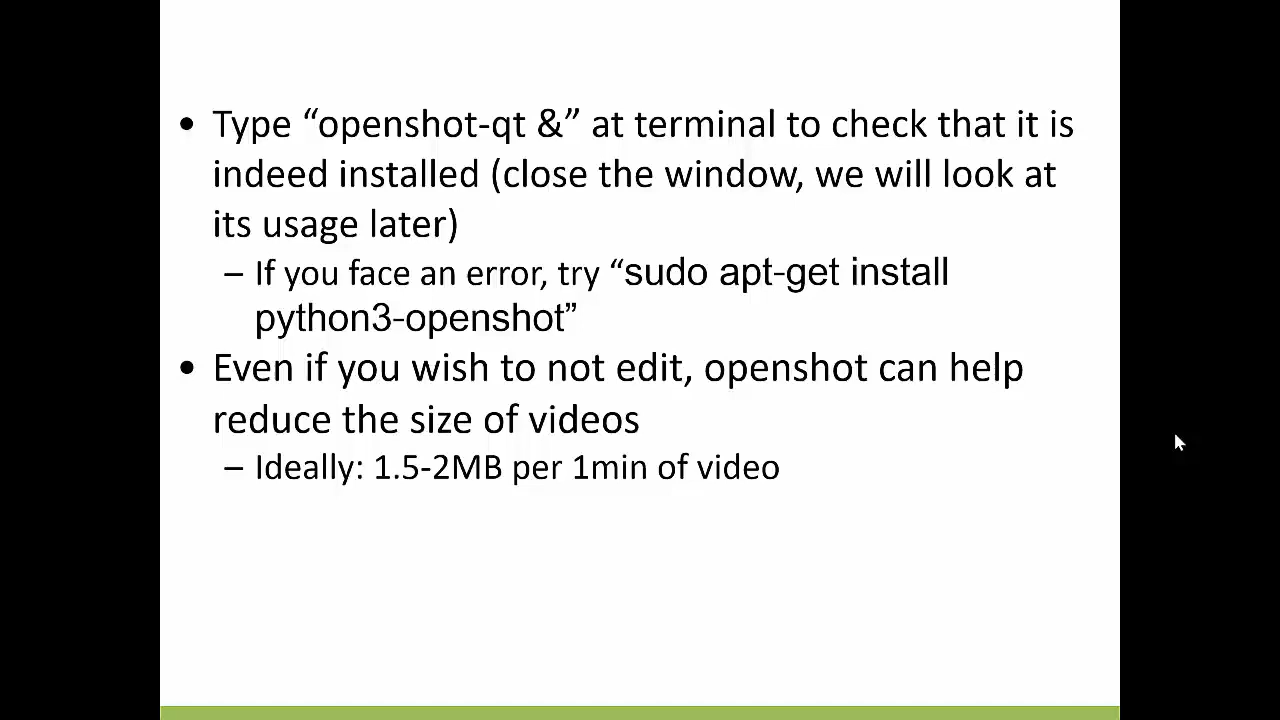 • Type “openshot-qt &” at terminal to check that it is
indeed installed (close the window, we will look at
its usage later)
– If you face an error, try “sudo apt-get install
python3-openshot”
• Even if you wish to not edit, openshot can help
reduce the size of videos
– Ideally: 1.5-2MB per 1min of video